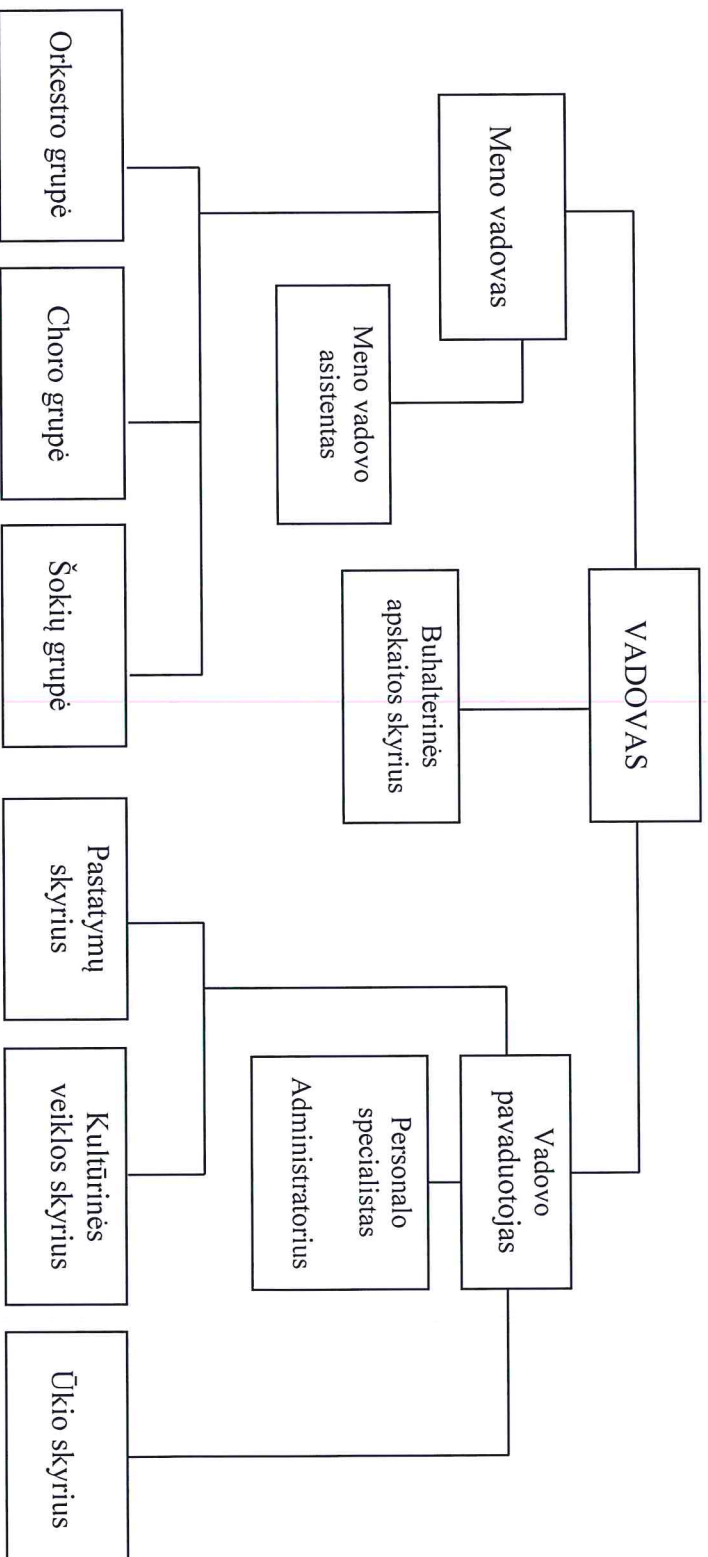 VADOVAS
Meno vadovas
Vadovo
pavaduotojas
Meno vadovo
asistentas
Buhalterinės
apskaitos skyrius
Personalo
specialistas
Administratorius
Orkestro grupė
Choro grupė
Šokių grupė
Pastatymų
skyrius
Kultūrinės
veiklos skyrius
Ūkio skyrius